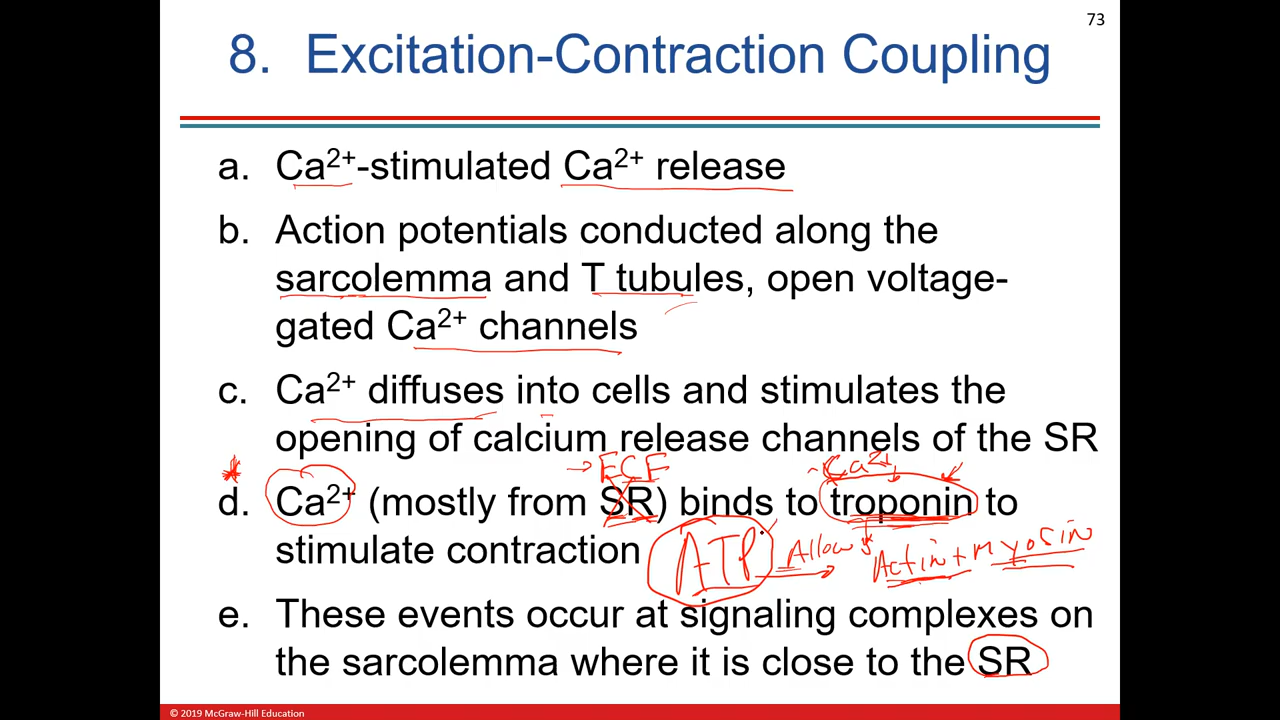 73
8. Excitation-Contraction Coupling
a. Ca²⁺-stimulated Ca²⁺ release
b. Action potentials conducted along the
sarcolemma and T tubules, open voltage-
gated Ca²⁺ channels
c. Ca²⁺ diffuses into cells and stimulates the
opening of calcium release channels of the SR
→ ECF ~Ca²⁺
d. Ca²⁺ (mostly from SR) binds to troponin to
stimulate contraction ATP Allows Actin + Myosin
e. These events occur at signaling complexes on
the sarcolemma where it is close to the SR
© 2019 McGraw-Hill Education